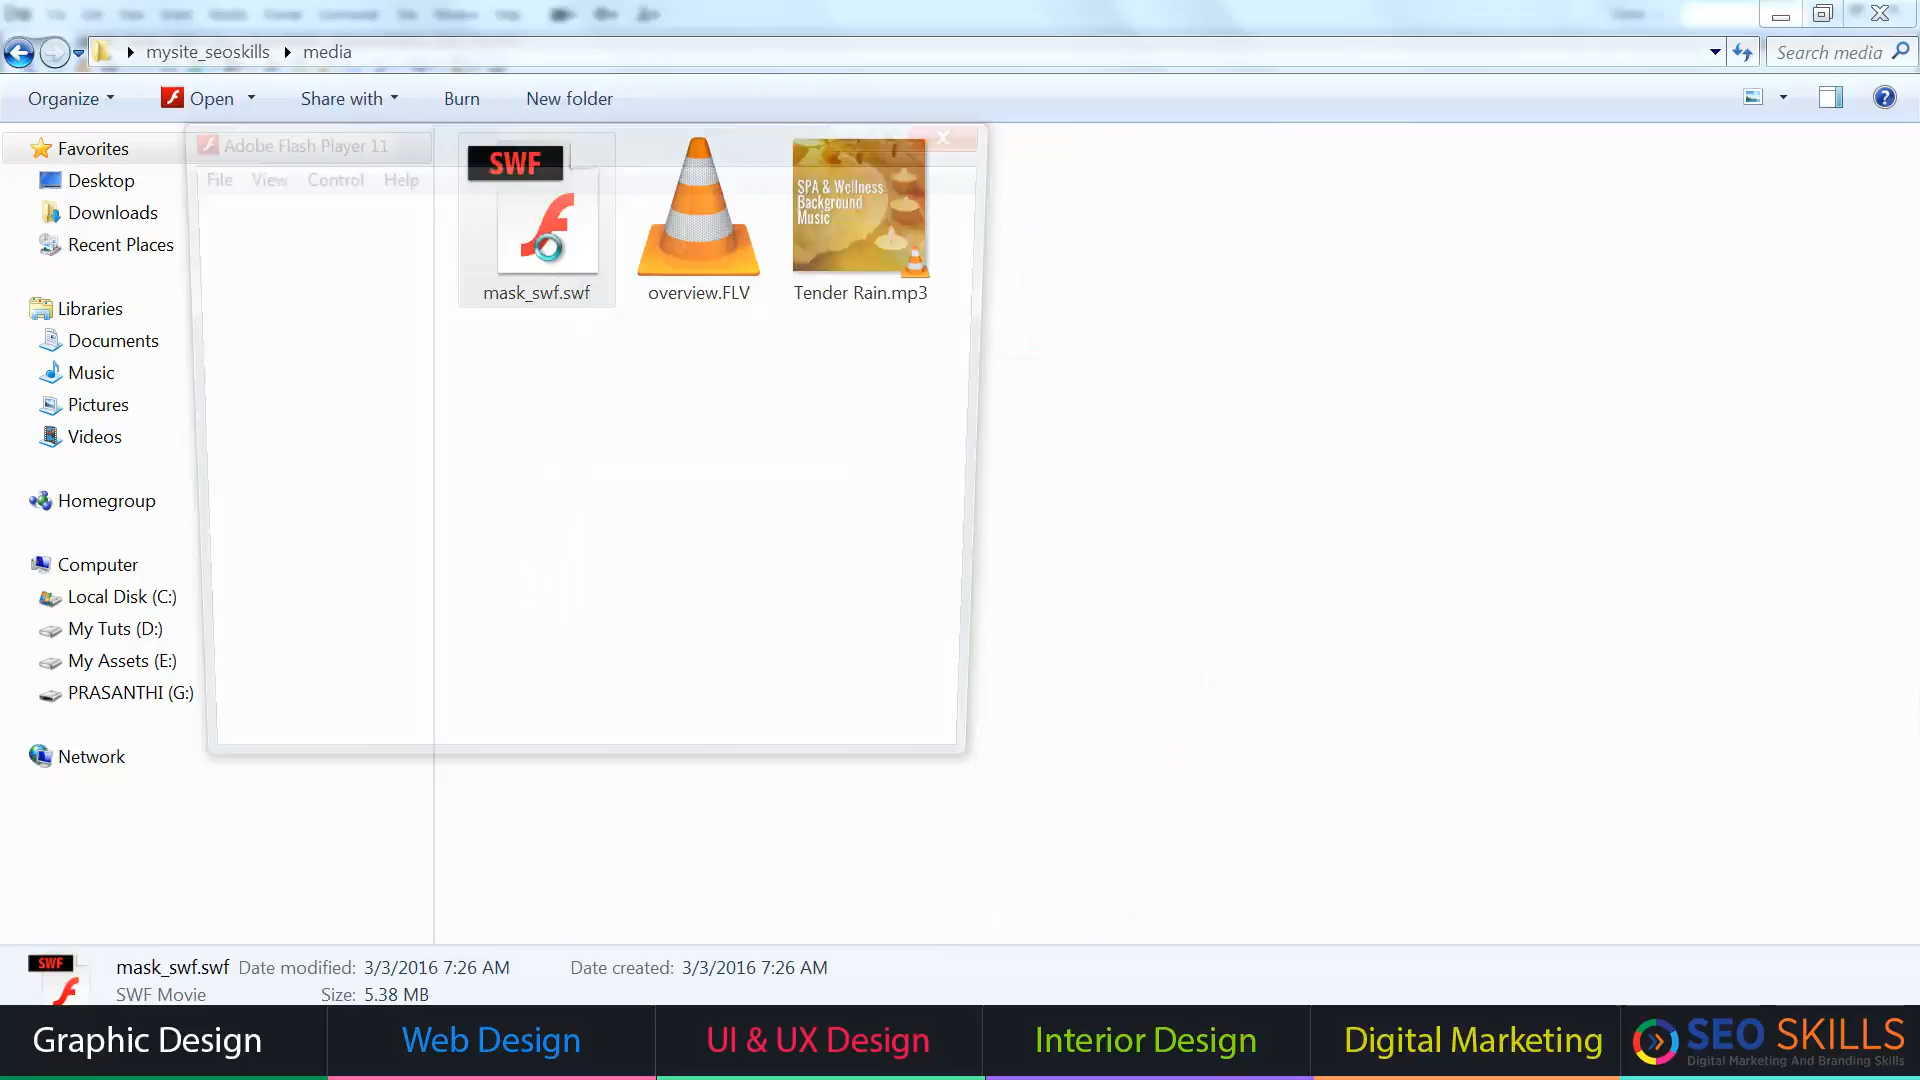 mysite_seoskills media
Search media
Organize Open Share with Burn New folder
Favorites
Desktop
Downloads
Recent Places
Libraries
Documents
Music
Pictures
Videos
Homegroup
Computer
Local Disk (C:)
My Tuts (D:)
My Assets (E:)
PRASANTHI (G:)
Network
Adobe Flash Player 11
File View Control Help
SWF
mask_swf.swf
overview.FLV
SPA & Wellness
Background
Music
Tender Rain.mp3
SWF
mask_swf.swf Date modified: 3/3/2016 7:26 AM Date created: 3/3/2016 7:26 AM
SWF Movie Size: 5.38 MB
Graphic Design Web Design UI & UX Design Interior Design Digital Marketing
SEO SKILLS
Digital Marketing And Branding Skills